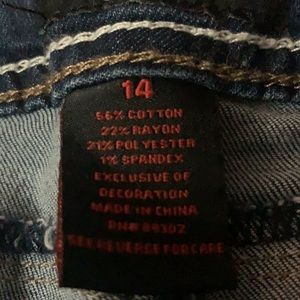 14
56% COTTON
22% RAYON
21% POLYESTER
1% SPANDEX
EXCLUSIVE OF
DECORATION
MADE IN CHINA
RN#
SEE REVERSE FOR CARE